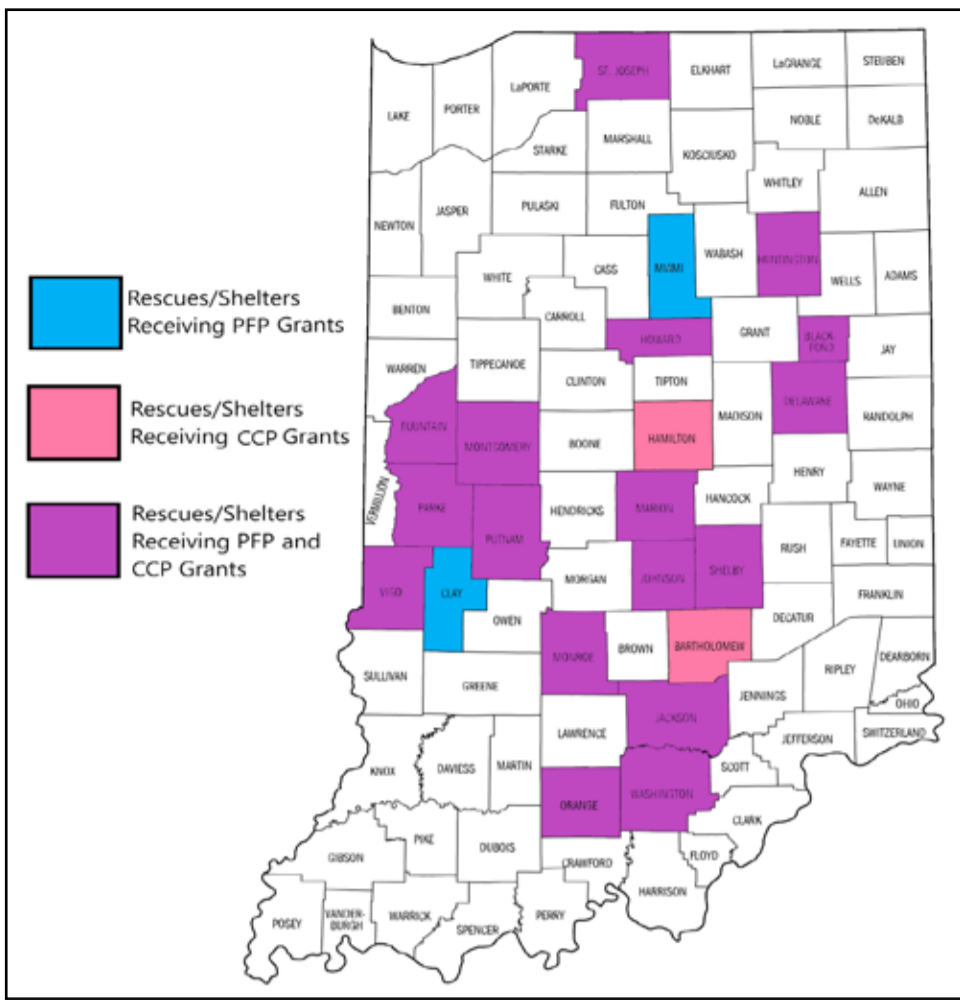 ST. JOSEPH
ELKHART
LaGRANGE
STEUBEN
LaPORTE
LAKE
PORTER
NOBLE
DeKALB
STARKE
MARSHALL
KOSCIUSKO
WHITLEY
ALLEN
NEWTON
JASPER
PULASKI
FULTON
MIAMI
WABASH
HUNTINGTON
WELLS
ADAMS
WHITE
CASS
BENTON
CARROLL
HOWARD
GRANT
BLACK
FORD
JAY
WARREN
TIPPECANOE
CLINTON
TIPTON
MADISON
DELAWARE
RANDOLPH
FOUNTAIN
MONTGOMERY
BOONE
HAMILTON
HENRY
WAYNE
VERMILLION
PARKE
PUTNAM
HENDRICKS
MARION
HANCOCK
RUSH
FAYETTE
UNION
VIGO
CLAY
OWEN
MORGAN
JOHNSON
SHELBY
DECATUR
FRANKLIN
SULLIVAN
GREENE
MONROE
BROWN
BARTHOLOMEW
JENNINGS
RIPLEY
DEARBORN
OHIO
SWITZERLAND
JEFFERSON
KNOX
DAVIESS
MARTIN
LAWRENCE
JACKSON
SCOTT
ORANGE
WASHINGTON
CLARK
GIBSON
PIKE
DUBOIS
CRAWFORD
FLOYD
HARRISON
POSEY
VANDER-
BURGH
WARRICK
SPENCER
PERRY
Rescues/Shelters
Receiving PFP Grants
Rescues/Shelters
Receiving CCP Grants
Rescues/Shelters
Receiving PFP and
CCP Grants